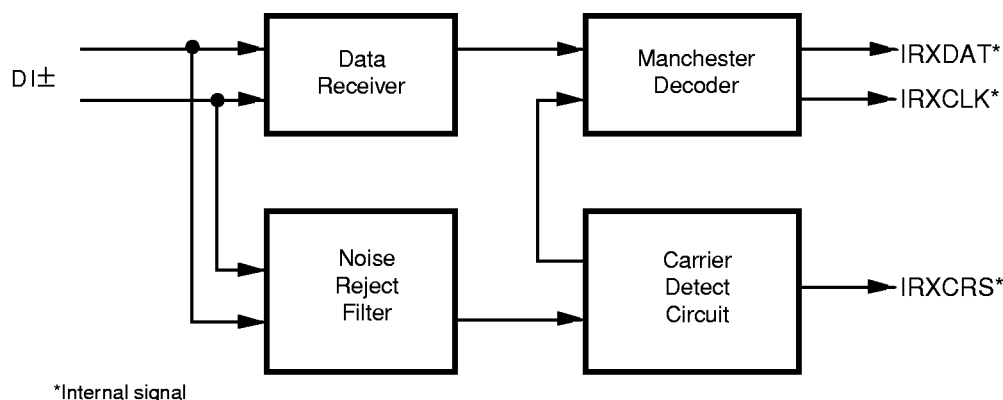 DI±
Data
Receiver
Manchester
Decoder
IRXDAT*
IRXCLK*
Noise
Reject
Filter
Carrier
Detect
Circuit
IRXCRS*
*Internal signal